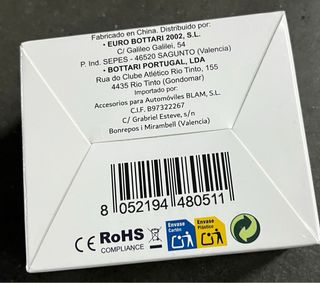 Fabricado en China. Distribuido por:
• EURO BOTTARI 2002, S.L.
C/ Galileo Galilei, 54
P. Ind. SEPES - 46520 SAGUNTO (Valencia)
• BOTTARI PORTUGAL, LDA
Rua do Clube Atlético Rio Tinto, 155
4435 Rio Tinto (Gondomar)
Importado por:
Accesorios para Automóviles BLAM, S.L.
C.I.F. B97322267
C/ Gabriel Esteve, s/n
Bonrepos i Mirambell (Valencia)
8 052194 480511
CE RoHS
COMPLIANCE
Envase
Cartón
Envase
Plástico